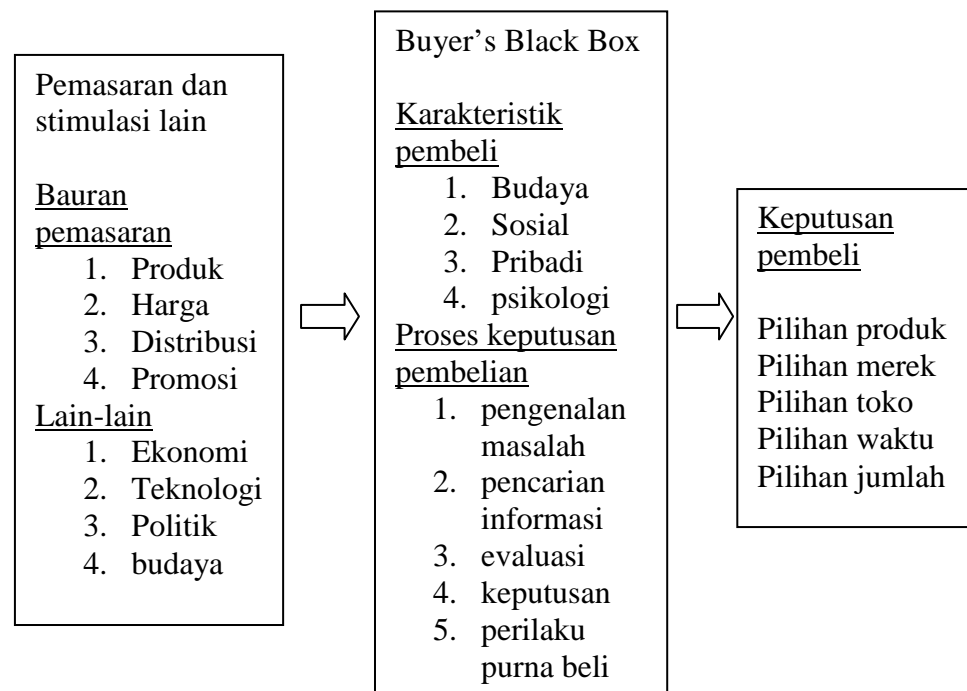 Pemasaran dan
stimulasi lain
Bauran
pemasaran
1. Produk
2. Harga
3. Distribusi
4. Promosi
Lain-lain
1. Ekonomi
2. Teknologi
3. Politik
4. budaya
Buyer’s Black Box
Karakteristik
pembeli
1. Budaya
2. Sosial
3. Pribadi
4. psikologi
Proses keputusan
pembelian
1. pengenalan
masalah
2. pencarian
informasi
3. evaluasi
4. keputusan
5. perilaku
purna beli
Keputusan
pembeli
Pilihan produk
Pilihan merek
Pilihan toko
Pilihan waktu
Pilihan jumlah